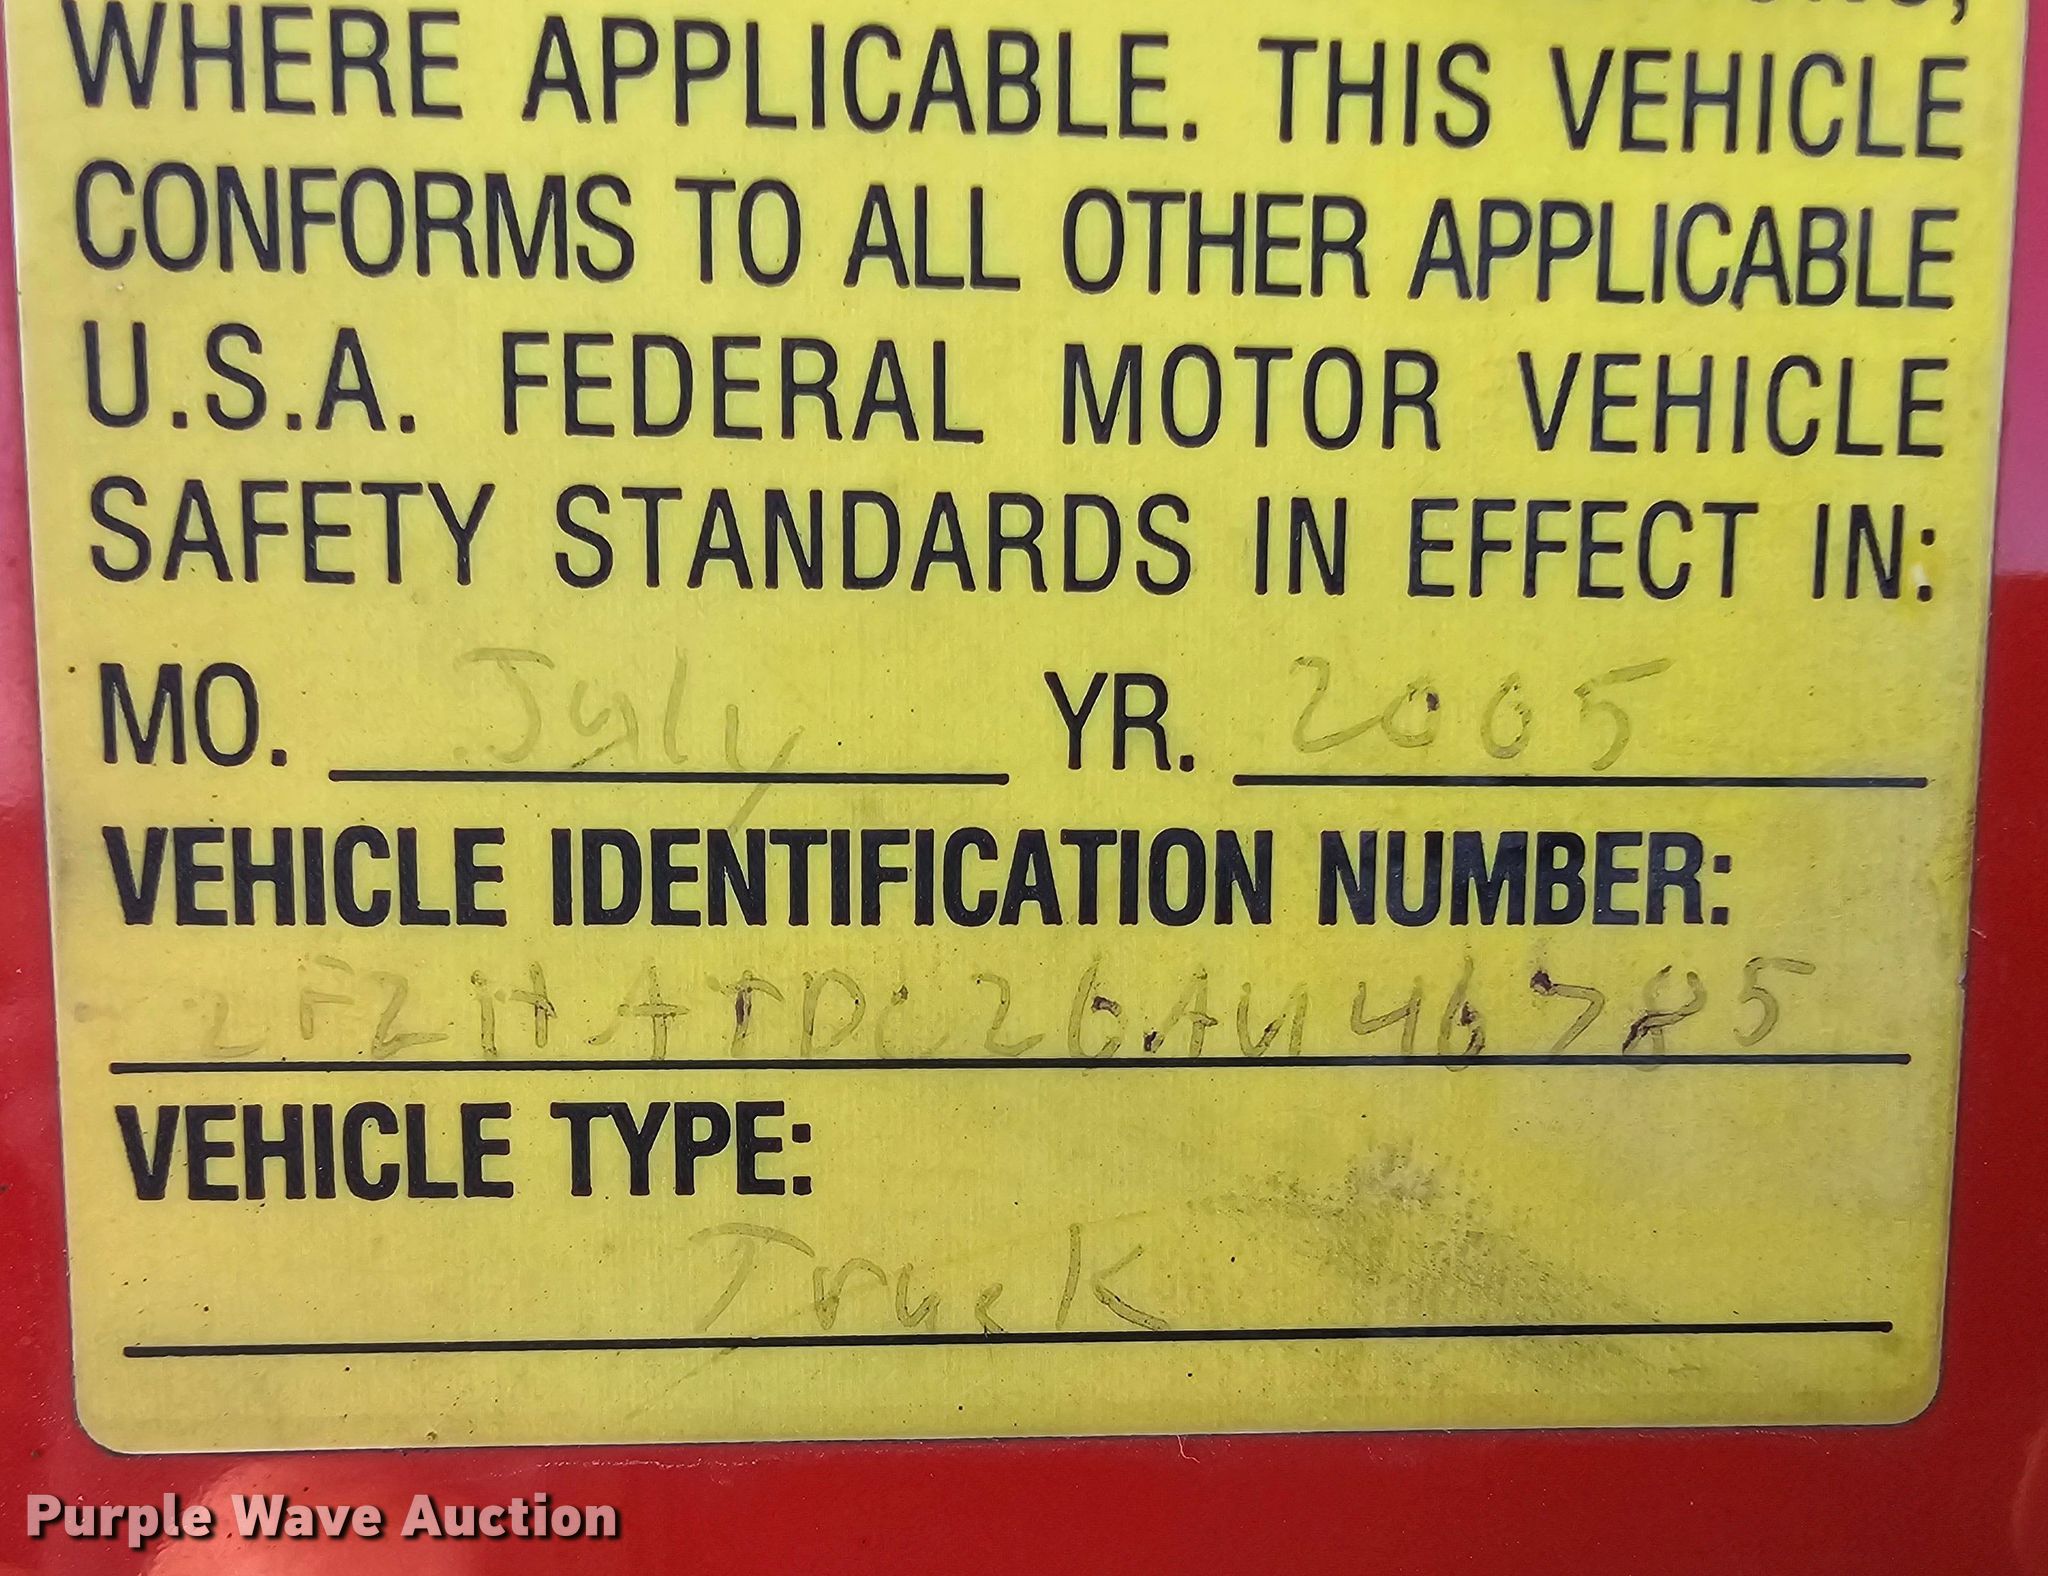 WHERE APPLICABLE. THIS VEHICLE
CONFORMS TO ALL OTHER APPLICABLE
U.S.A. FEDERAL MOTOR VEHICLE
SAFETY STANDARDS IN EFFECT IN:
MO. July YR. 2005
VEHICLE IDENTIFICATION NUMBER:
2FZHATDC26AU46785
VEHICLE TYPE:
Truck
Purple Wave Auction